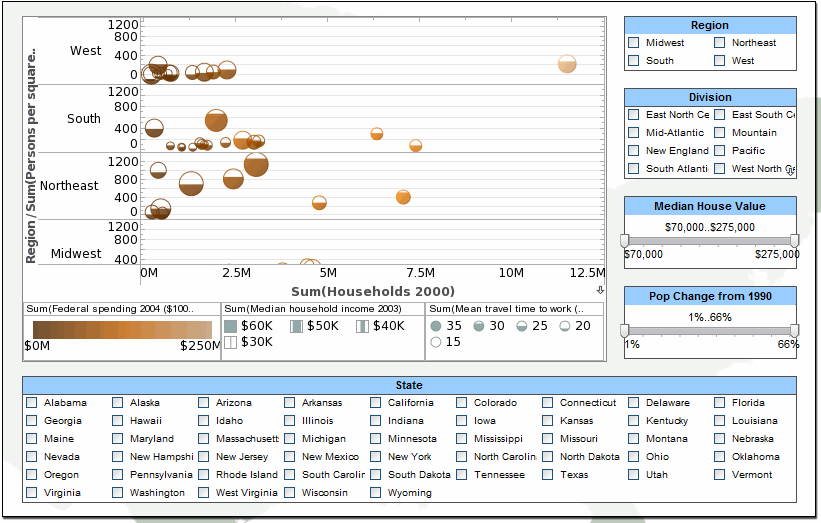 Region / Sum(Persons per square..
West
1200
800
400
0
South
1200
800
400
0
Northeast
1200
800
400
0
Midwest
1200
800
400
0M 2.5M 5M 7.5M 10M 12.5M
Sum(Households 2000)
Sum(Federal spending 2004 ($100..
$0M $250M
Sum(Median household income 2003)
$60K $50K $40K
$30K
Sum(Mean travel time to work (..
35 30 25 20
15
Region
Midwest Northeast
South West
Division
East North Ce East South Ce
Mid-Atlantic Mountain
New England Pacific
South Atlanti West North Ce
Median House Value
$70,000..$275,000
$70,000 $275,000
Pop Change from 1990
1%..66%
1% 66%
State
Alabama Alaska Arizona Arkansas California Colorado Connecticut Delaware Florida
Georgia Hawaii Idaho Illinois Indiana Iowa Kansas Kentucky Louisiana
Maine Maryland Massachusetts Michigan Minnesota Mississippi Missouri Montana Nebraska
Nevada New Hampshi New Jersey New Mexico New York North Carolin North Dakota Ohio Oklahoma
Oregon Pennsylvania Rhode Island South Carolin South Dakota Tennessee Texas Utah Vermont
Virginia Washington West Virginia Wisconsin Wyoming